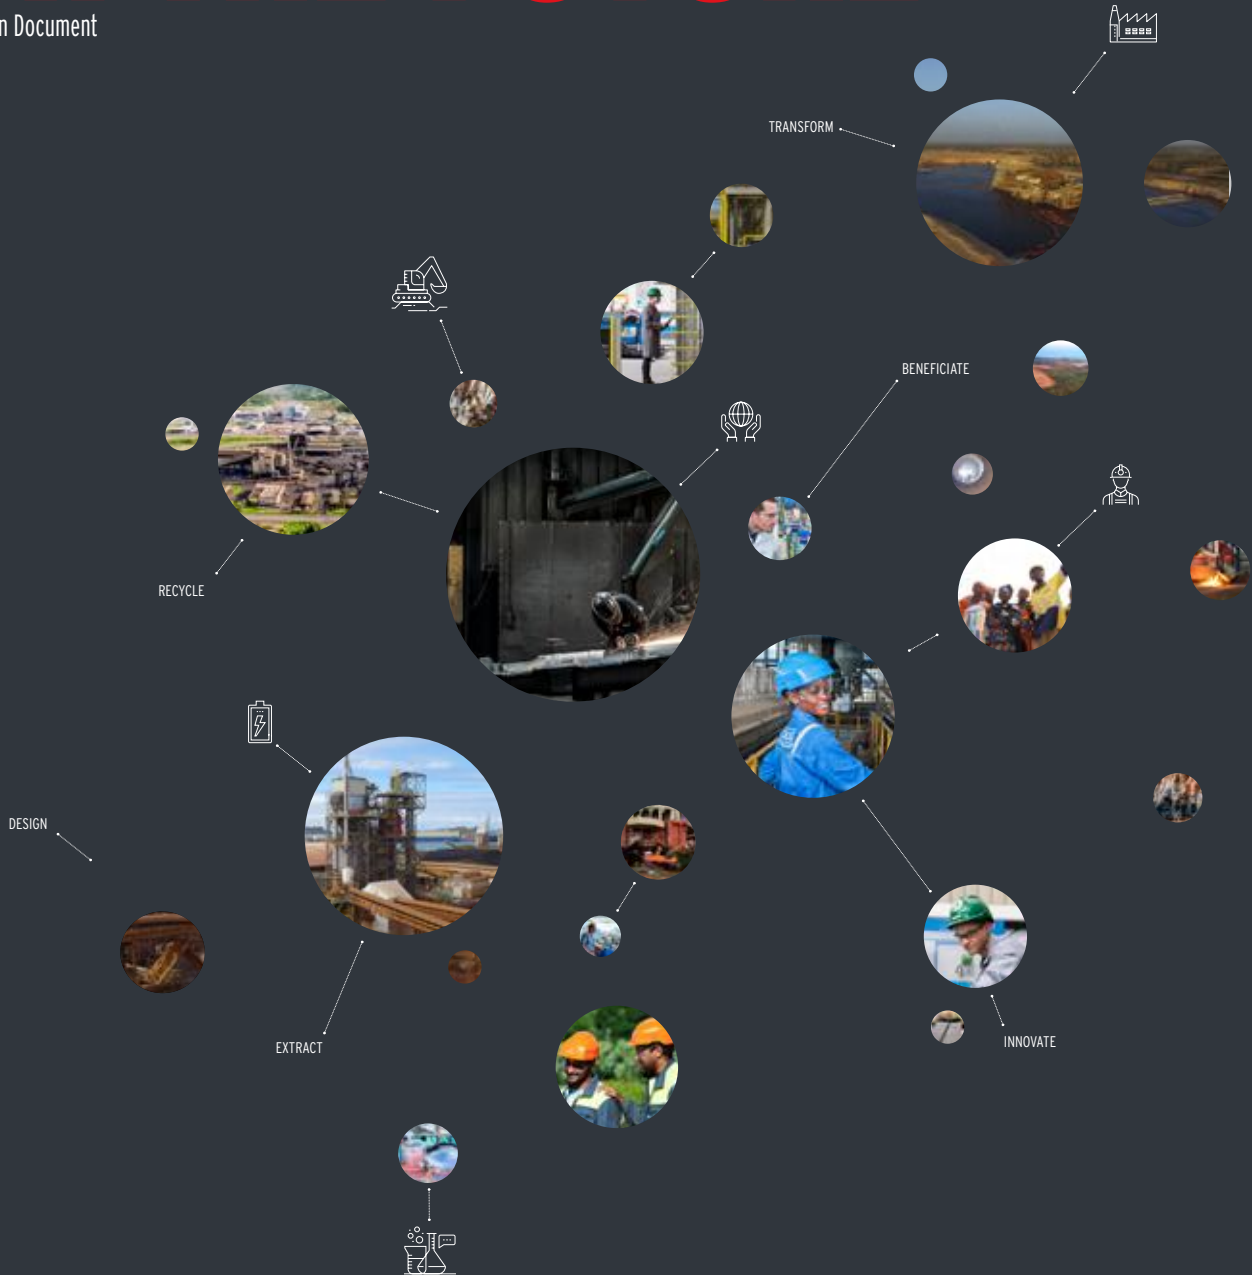 n Document
TRANSFORM
BENEFICIATE
RECYCLE
DESIGN
EXTRACT
INNOVATE